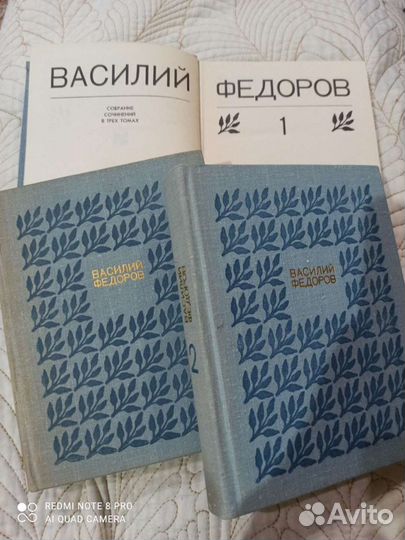 ВАСИЛИЙ
СОБРАНИЕ
СОЧИНЕНИЙ
В ТРЕХ ТОМАХ
ФЕДОРОВ
1
ВАСИЛИЙ
ФЕДОРОВ
ВАСИЛИЙ
ФЕДОРОВ
2
ВАСИЛИЙ
ФЕДОРОВ
REDMI NOTE 8 PRO
AI QUAD CAMERA
Avito